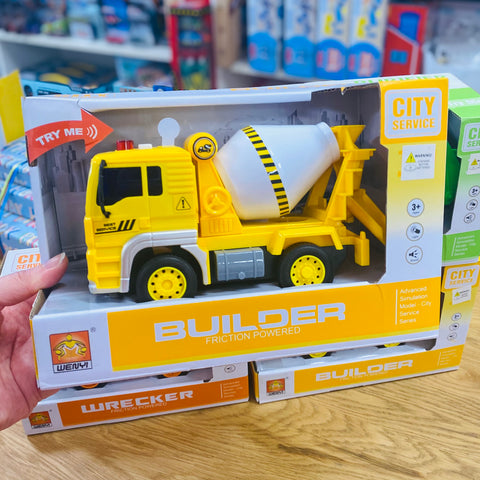 TRY ME
CITY
SERVICE
3+
Advanced
Simulation
Model - City
Service
Series
BUILDER
FRICTION POWERED
WENYI
WRECKER
FRICTION POWERED
BUILDER
CITY
SERVICE